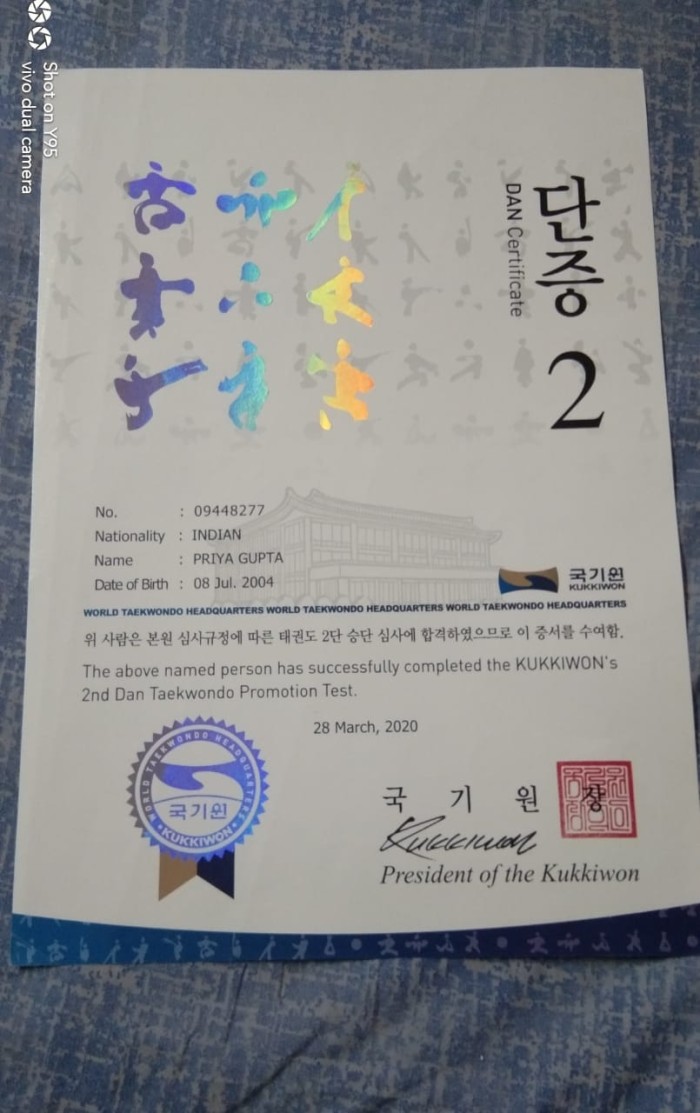 Shot on Y95
vivo dual camera
단증
DAN Certificate
2
No. : 09448277
Nationality : INDIAN
Name : PRIYA GUPTA
Date of Birth : 08 Jul. 2004
국기원
KUKKIWON
WORLD TAEKWONDO HEADQUARTERS WORLD TAEKWONDO HEADQUARTERS WORLD TAEKWONDO HEADQUARTERS
위 사람은 본원 심사규정에 따른 태권도 2단 승단 심사에 합격하였으므로 이 증서를 수여함.
The above named person has successfully completed the KUKKIWON's
2nd Dan Taekwondo Promotion Test.
28 March, 2020
WORLD TAEKWONDO HEADQUARTERS
국기원
KUKKIWON
국 기 원 장
Kukkiwon
President of the Kukkiwon